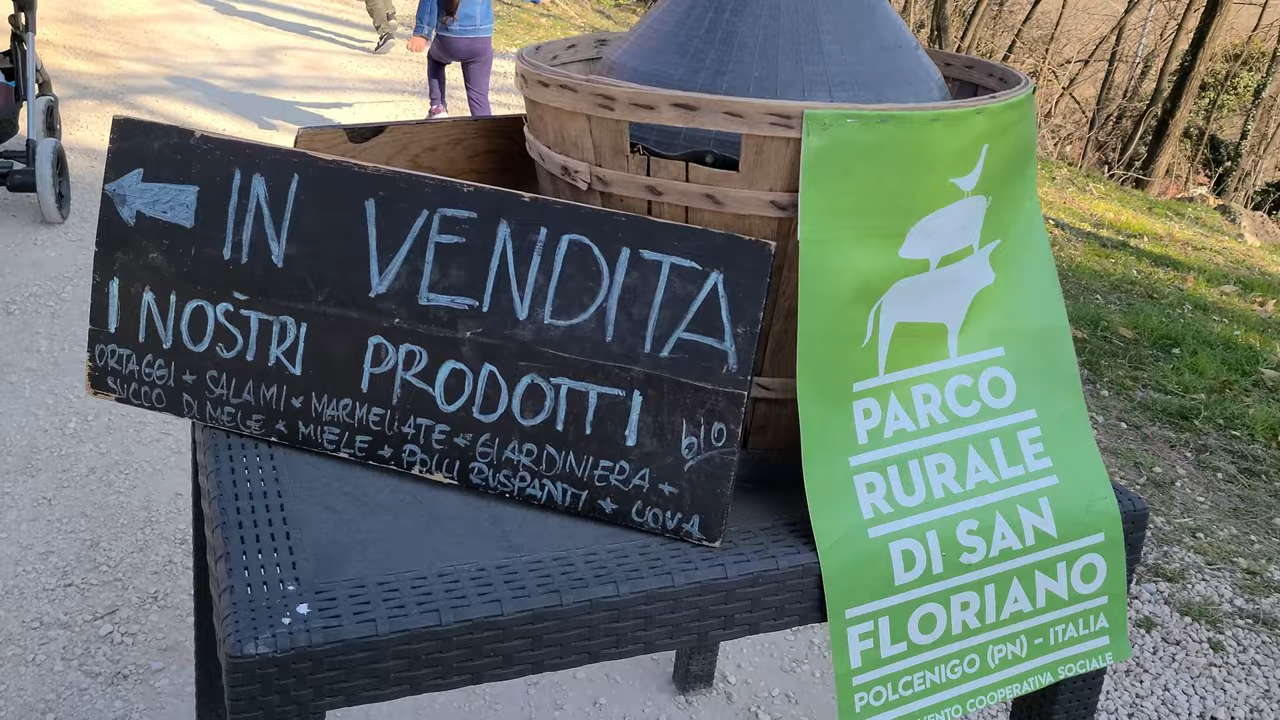 IN VENDITA
I NOSTRI PRODOTTI
ORTAGGI + SALAMI + MARMELLATE + GIARDINIERA +
SUCCO DI MELE + MIELE + POLLI RUSPANTI + UOVA
bio
PARCO
RURALE
DI SAN
FLORIANO
POLCENIGO (PN) - ITALIA
COOPERATIVA SOCIALE